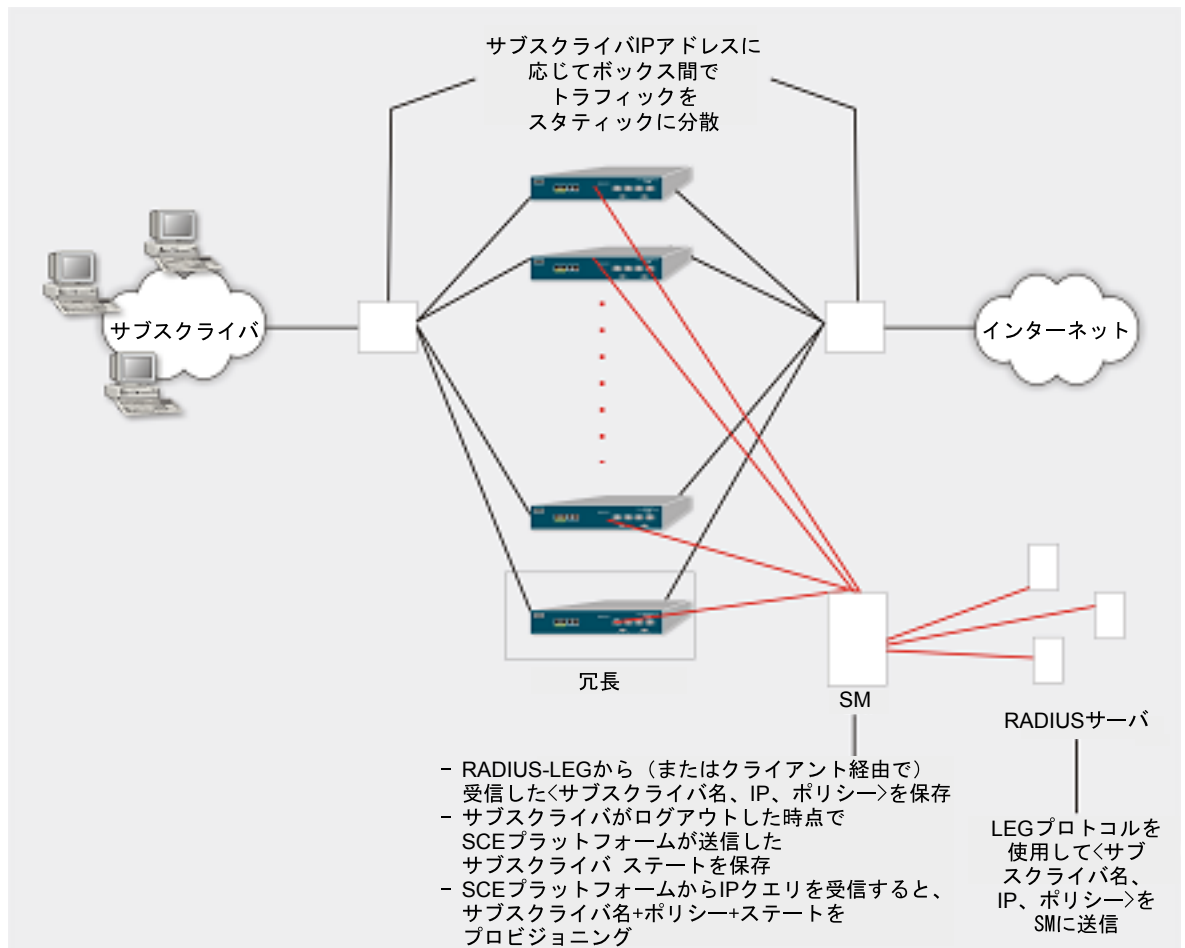 サブスクライバIPアドレスに
応じてボックス間で
トラフィックを
スタティックに分散
サブスクライバ
インターネット
冗長
SM
RADIUSサーバ
− RADIUS-LEGから（またはクライアント経由で）
受信した<サブスクライバ名、IP、ポリシー>を保存
− サブスクライバがログアウトした時点で
SCEプラットフォームが送信した
サブスクライバ ステートを保存
− SCEプラットフォームからIPクエリを受信すると、
サブスクライバ名+ポリシー+ステートを
プロビジョニング
LEGプロトコルを
使用して<サブ
スクライバ名、
IP、ポリシー>を
SMに送信